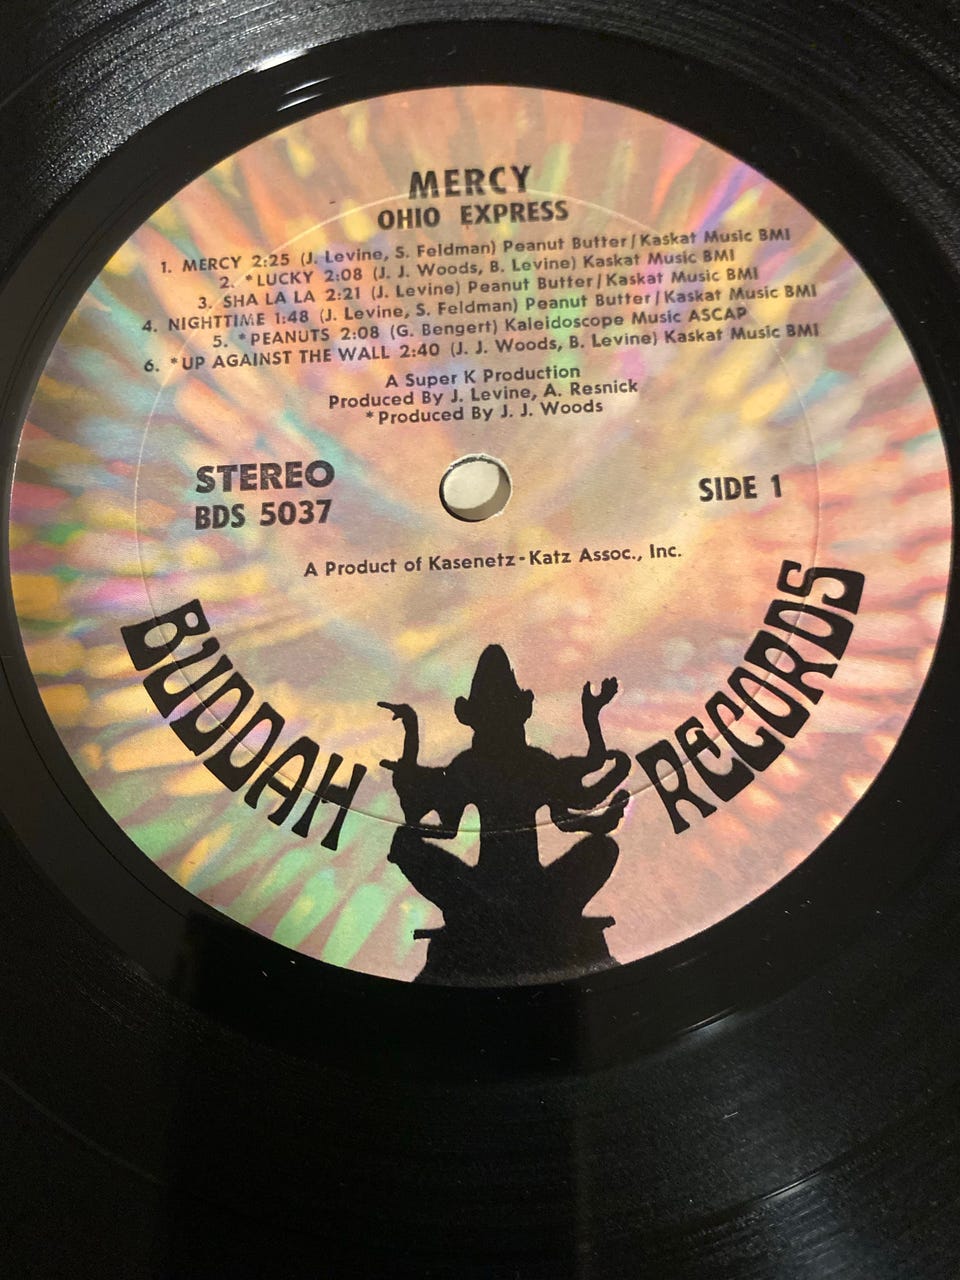 MERCY
OHIO EXPRESS
1. MERCY 2:25 (J. Levine, S. Feldman) Peanut Butter/Kaskat Music BMI
2. *LUCKY 2:08 (J. J. Woods, B. Levine) Kaskat Music BMI
3. SHA LA LA 2:21 (J. Levine) Peanut Butter/Kaskat Music BMI
4. NIGHTTIME 1:48 (J. Levine, S. Feldman) Peanut Butter/Kaskat Music BMI
5. *PEANUTS 2:08 (G. Bengert) Kaleidoscope Music ASCAP
6. *UP AGAINST THE WALL 2:40 (J. J. Woods, B. Levine) Kaskat Music BMI
A Super K Production
Produced By J. Levine, A. Resnick
*Produced By J. J. Woods
STEREO
BDS 5037
SIDE 1
A Product of Kasenetz-Katz Assoc., Inc.
BUDDAH RECORDS